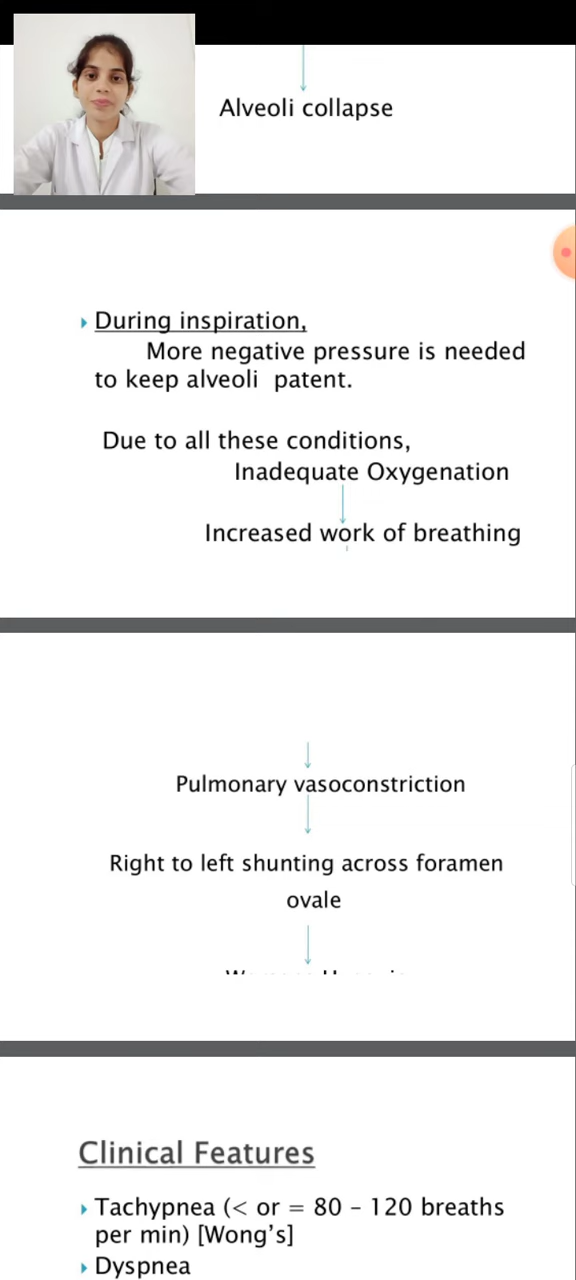 Alveoli collapse
During inspiration,
More negative pressure is needed
to keep alveoli patent.
Due to all these conditions,
Inadequate Oxygenation
Increased work of breathing
Pulmonary vasoconstriction
Right to left shunting across foramen
ovale
Clinical Features
Tachypnea (< or = 80 – 120 breaths
per min) [Wong's]
Dyspnea